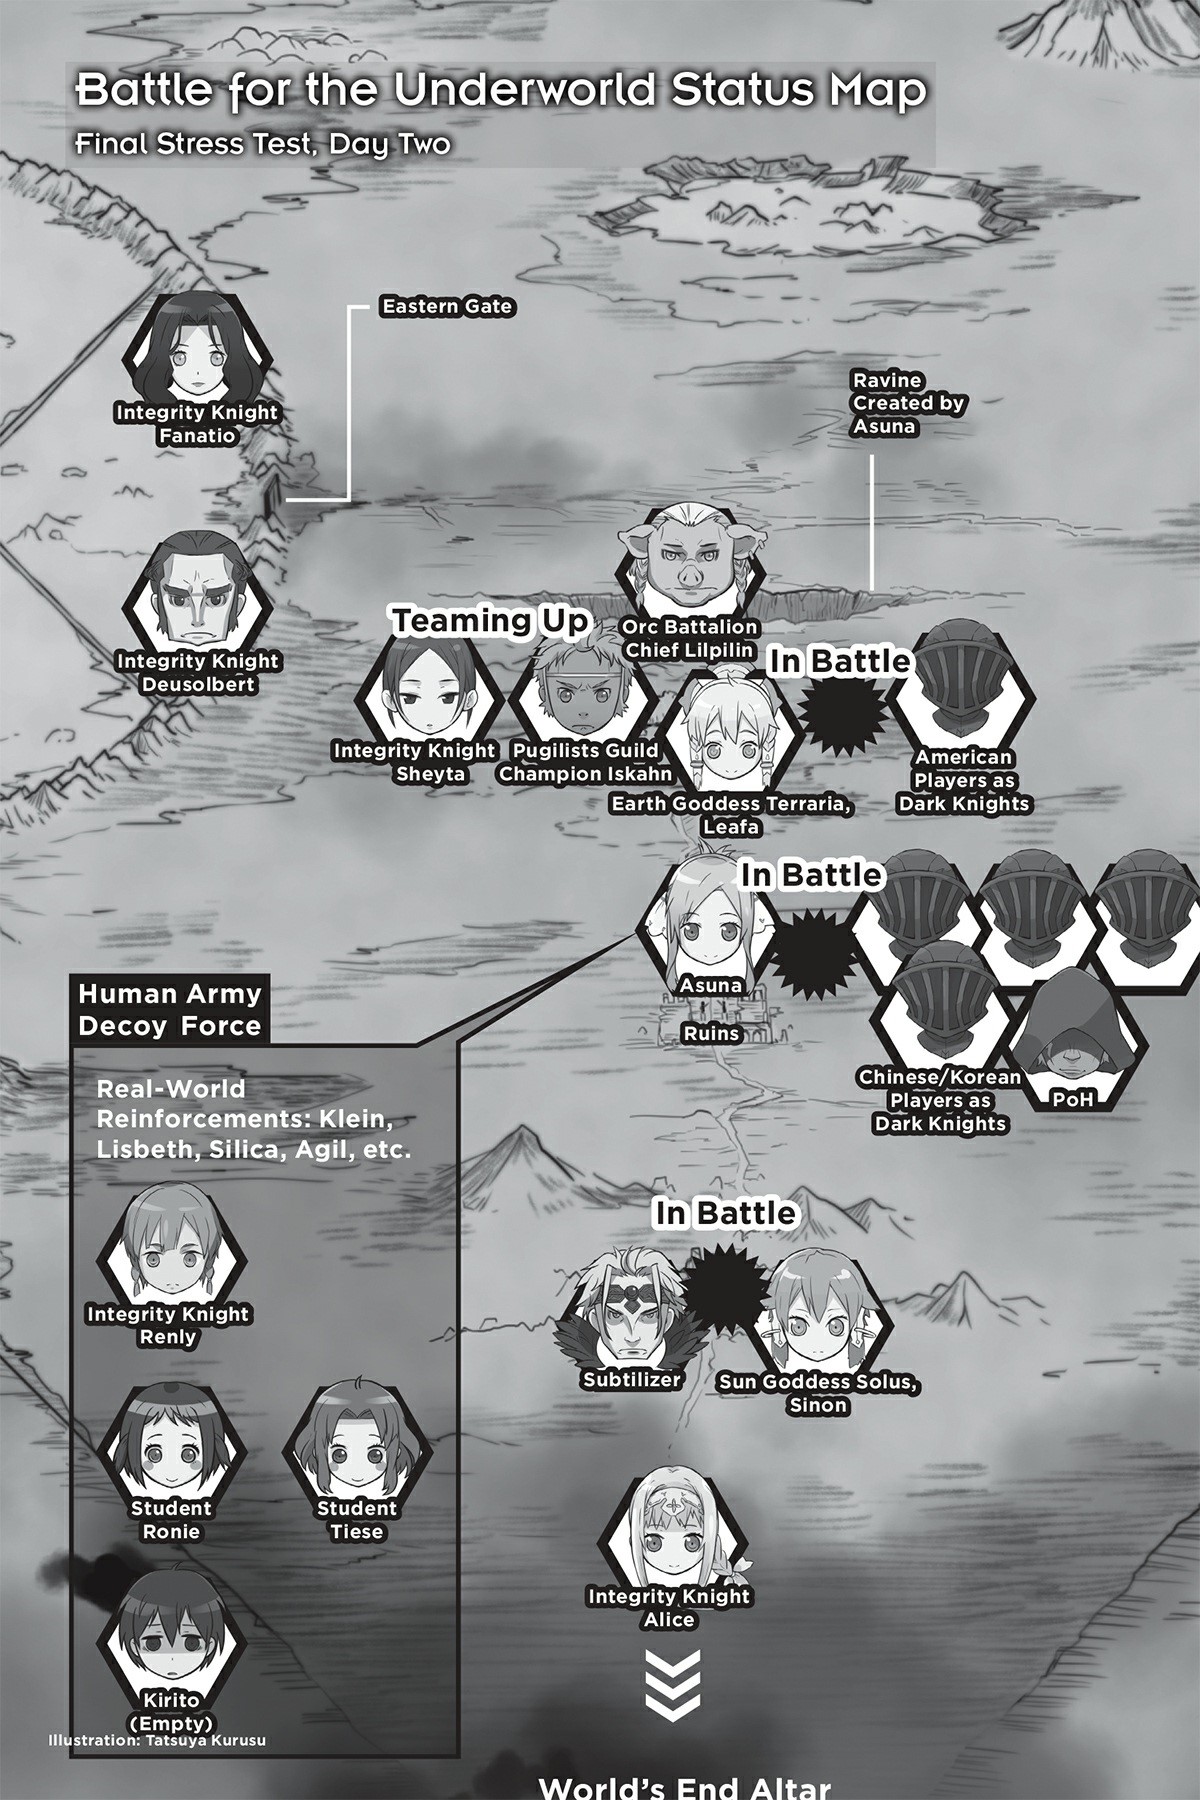 Battle for the Underworld Status Map
Final Stress Test, Day Two
Eastern Gate
Integrity Knight
Fanatio
Ravine
Created by
Asuna
Integrity Knight
Deusolbert
Teaming Up
Orc Battalion
Chief Lilpilin
In Battle
Integrity Knight
Sheyta
Pugilists Guild
Champion Iskahn
Earth Goddess Terraria,
Leafa
American
Players as
Dark Knights
In Battle
Asuna
Ruins
Chinese/Korean
Players as
Dark Knights
PoH
Human Army
Decoy Force
Real-World
Reinforcements: Klein,
Lisbeth, Silica, Agil, etc.
Integrity Knight
Renly
Student
Ronie
Student
Tiese
Kirito
(Empty)
Illustration: Tatsuya Kurusu
In Battle
Subtilizer
Sun Goddess Solus,
Sinon
Integrity Knight
Alice
World's End Altar